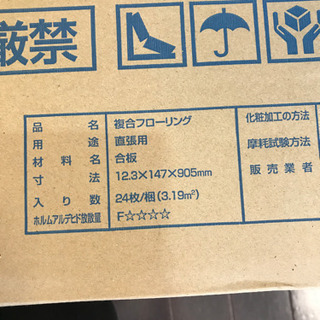 厳禁
品名 複合フローリング 化粧加工の方法
用途 直張用 摩耗試験方法
材料名 合板 販売業者
寸法 12.3×147×905mm
入り数 24枚/梱(3.19m²)
ホルムアルデヒド放散量 F☆☆☆☆